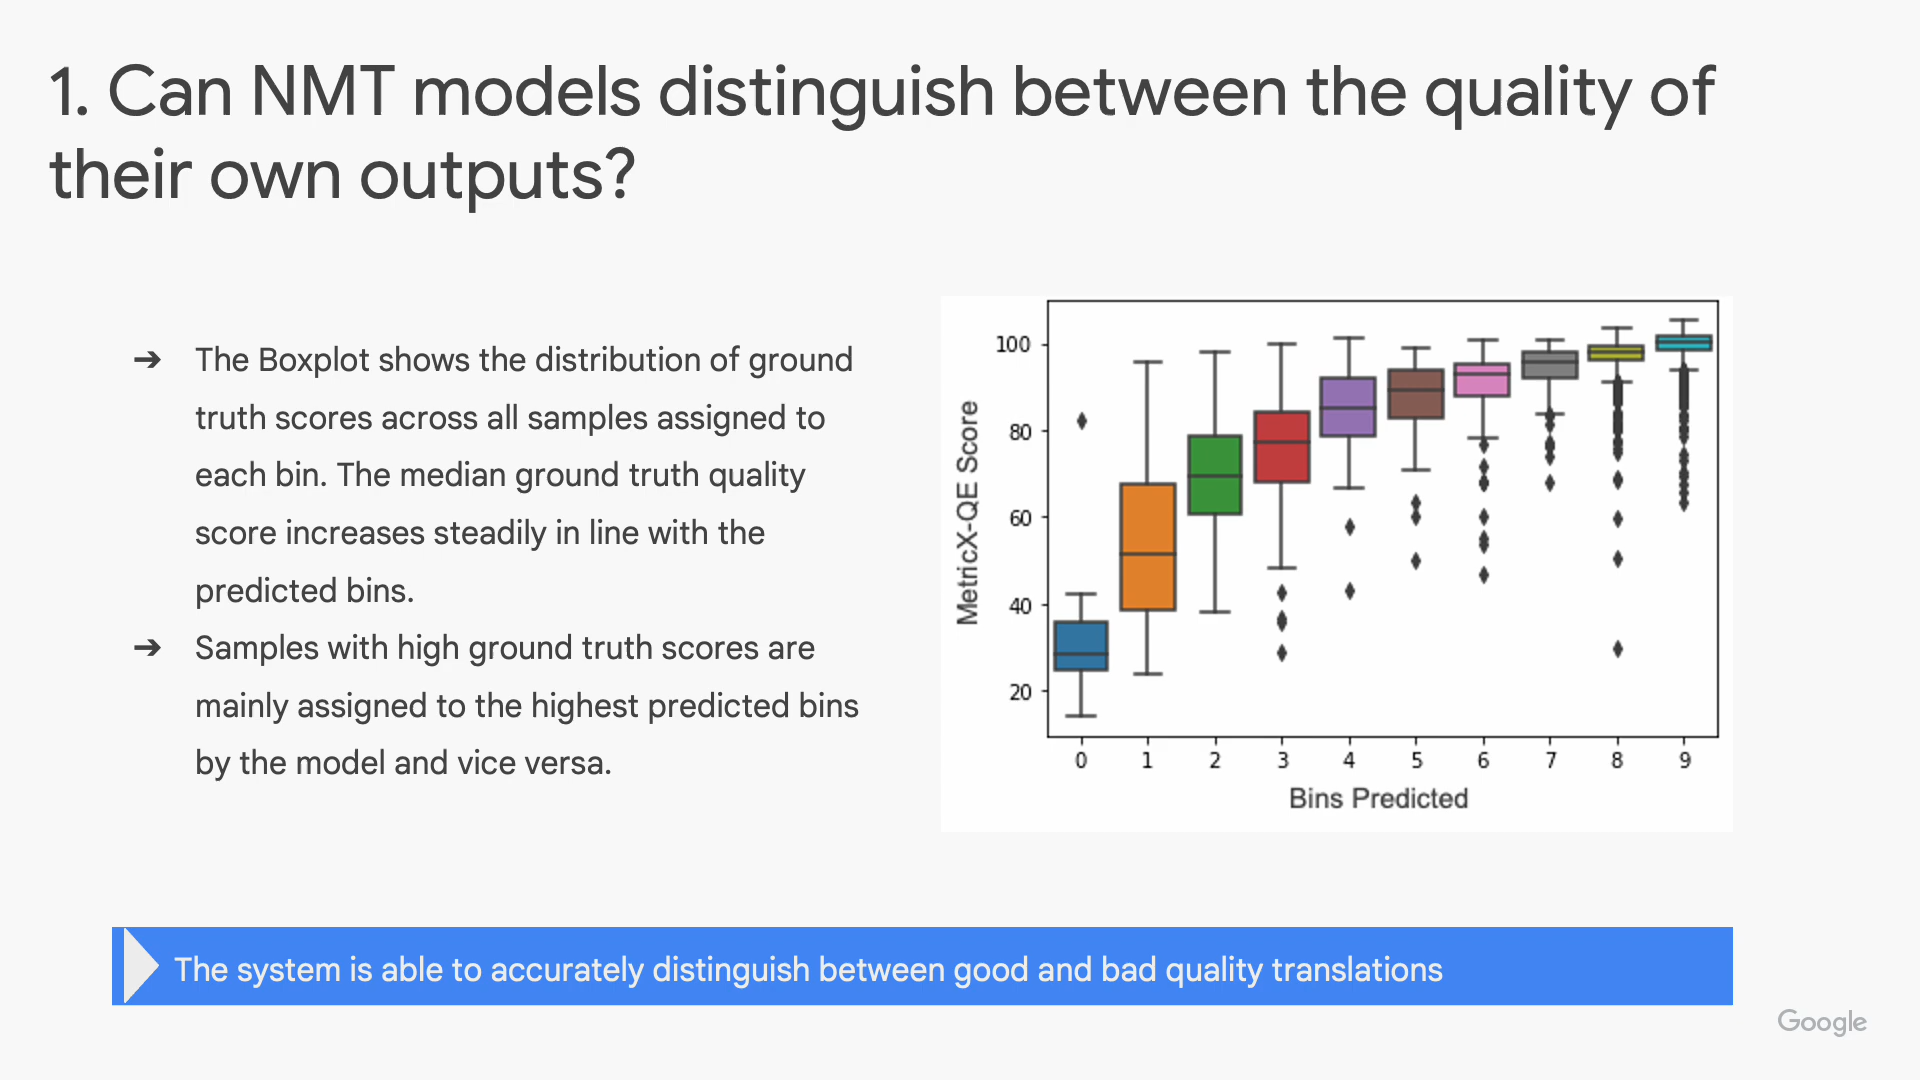 1. Can NMT models distinguish between the quality of
their own outputs?
➔ The Boxplot shows the distribution of ground
truth scores across all samples assigned to
each bin. The median ground truth quality
score increases steadily in line with the
predicted bins.
➔ Samples with high ground truth scores are
mainly assigned to the highest predicted bins
by the model and vice versa.
MetricX-QE Score
100
80
60
40
20
0 1 2 3 4 5 6 7 8 9
Bins Predicted
The system is able to accurately distinguish between good and bad quality translations
Google